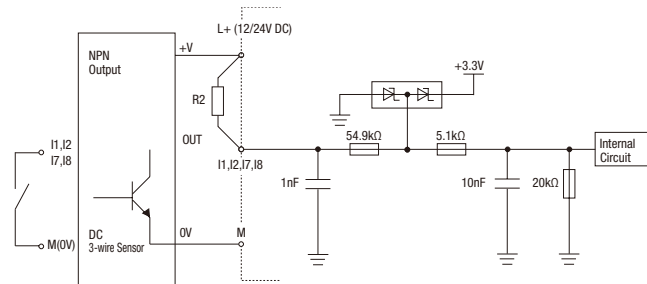 L+ (12/24V DC)
NPN
Output
+V
R2
OUT
I1,I2
I7,I8
M(0V)
DC
3-wire Sensor
0V
M
I1,I2,I7,I8
1nF
54.9kΩ
5.1kΩ
+3.3V
10nF
20kΩ
Internal
Circuit